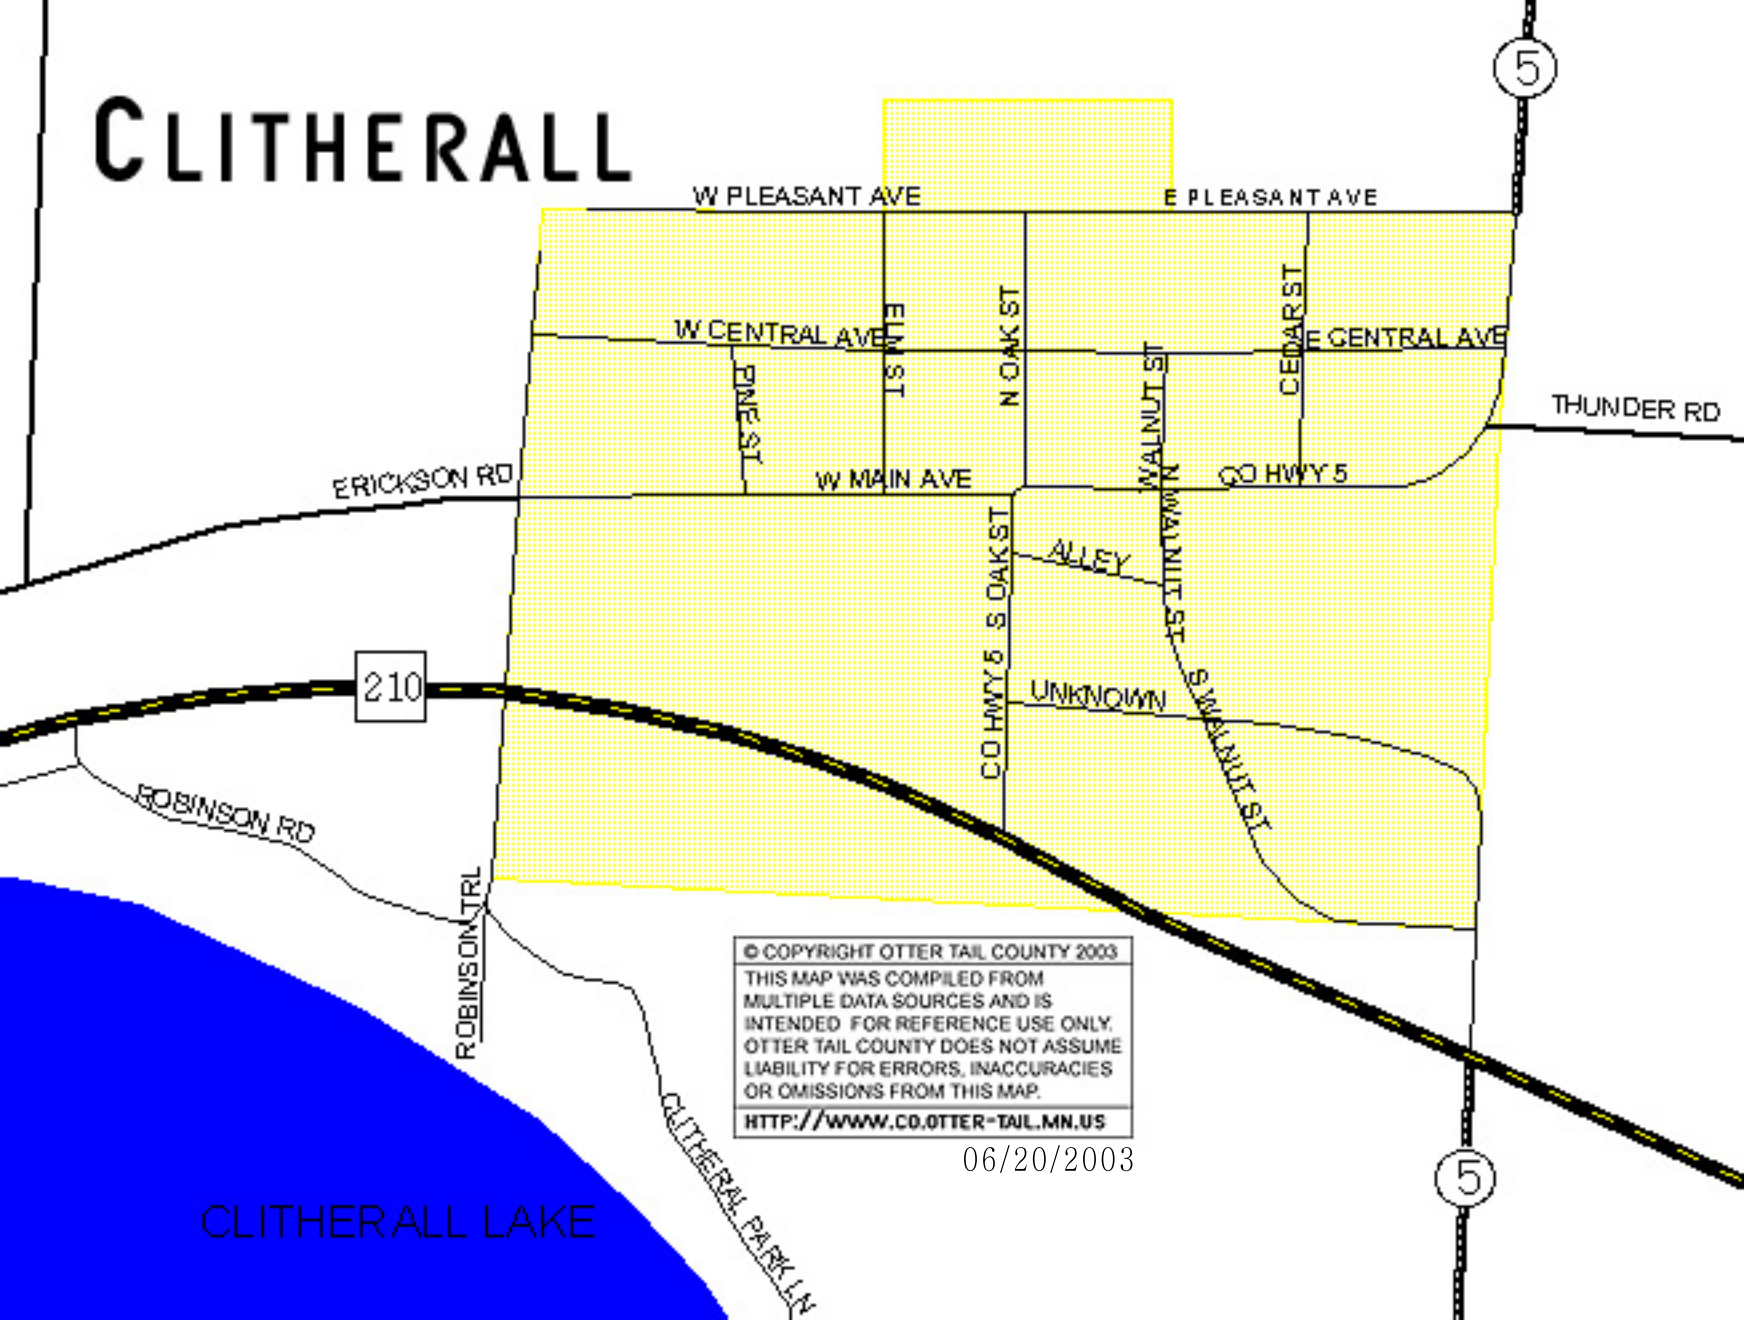 5
CLITHERALL
W PLEASANT AVE
E PLEASANT AVE
ELM ST
N OAK ST
CEDAR ST
W CENTRAL AVE
E CENTRAL AVE
PINE ST
WALNUT ST
THUNDER RD
ERICKSON RD
W MAIN AVE
CO HWY 5
N WALNUT ST
CO HWY 5 S OAK ST
ALLEY
210
UNKNOWN
S WALNUT ST
ROBINSON RD
ROBINSON TRL
© COPYRIGHT OTTER TAIL COUNTY 2003
THIS MAP WAS COMPILED FROM
MULTIPLE DATA SOURCES AND IS
INTENDED FOR REFERENCE USE ONLY.
OTTER TAIL COUNTY DOES NOT ASSUME
LIABILITY FOR ERRORS, INACCURACIES
OR OMISSIONS FROM THIS MAP.
HTTP://WWW.CO.OTTER-TAIL.MN.US
06/20/2003
5
CLITHERAL PARK LN
CLITHERALL LAKE